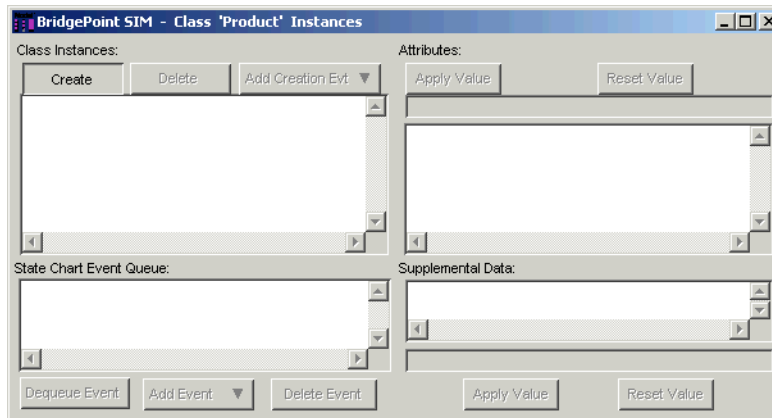 BridgePoint SIM - Class 'Product' Instances
Class Instances:
Create Delete Add Creation Evt
Attributes:
Apply Value Reset Value
State Chart Event Queue:
Supplemental Data:
Dequeue Event Add Event Delete Event
Apply Value Reset Value